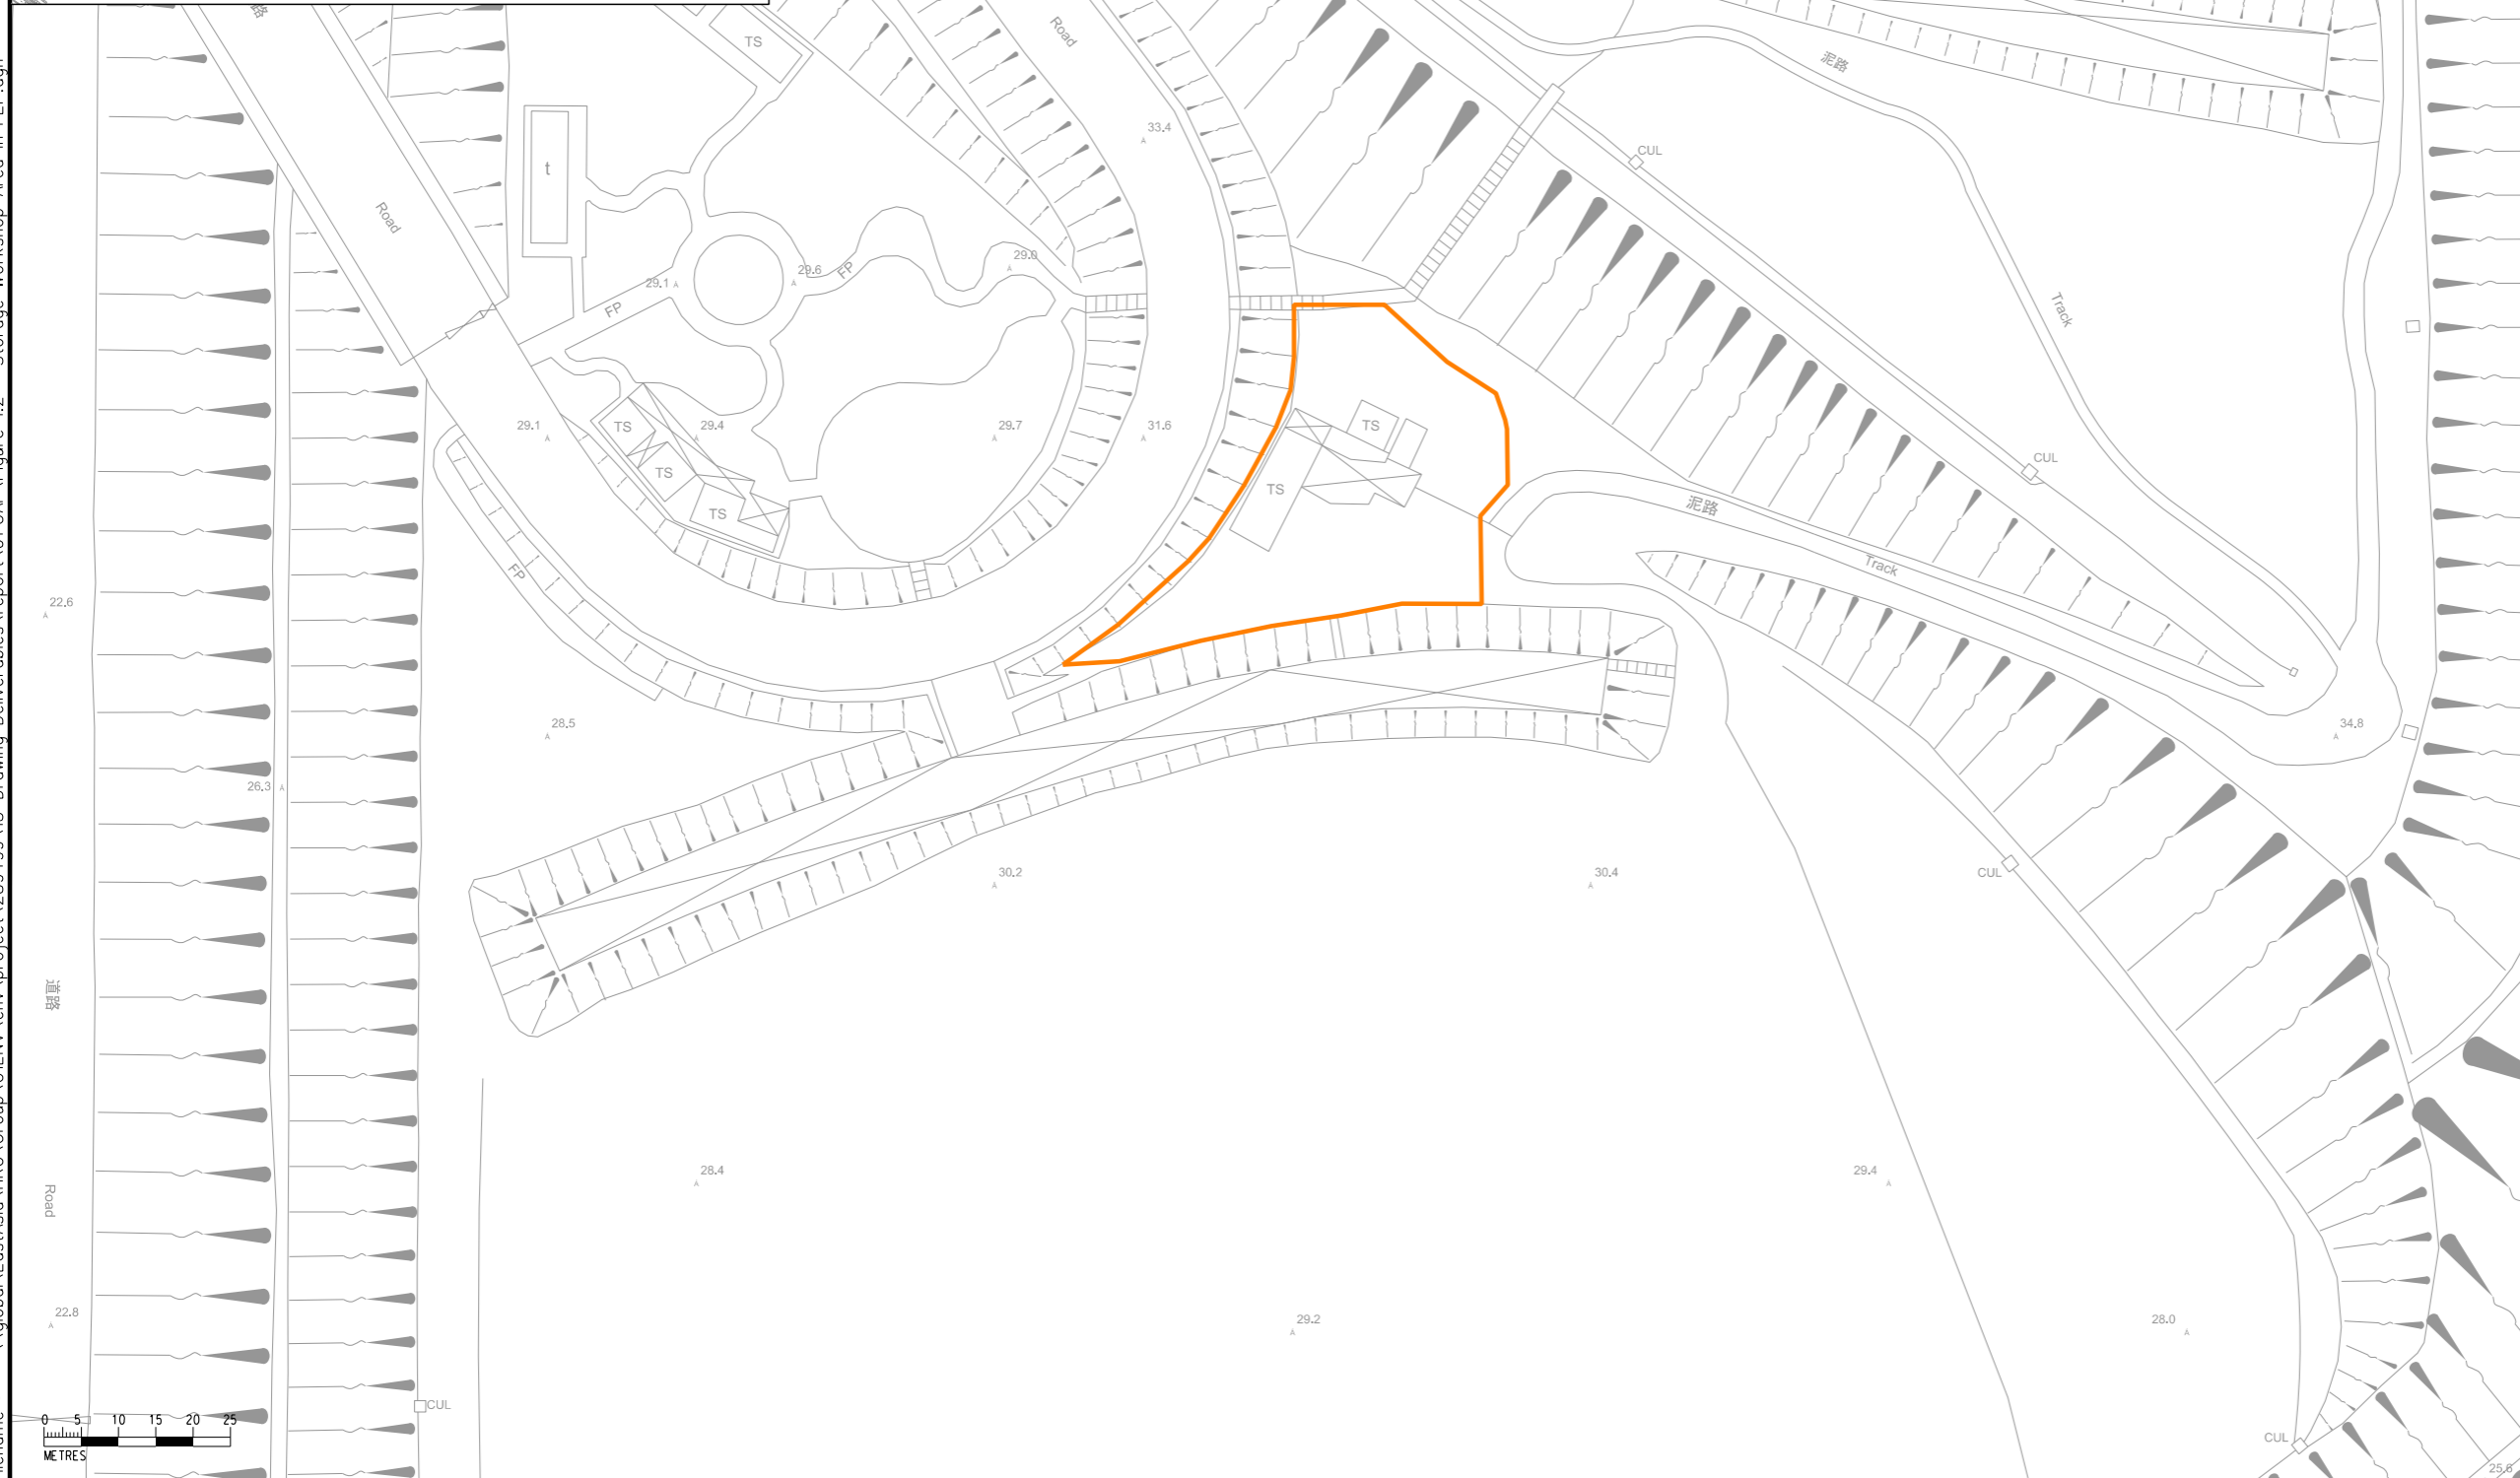 路
TS
Road
泥路
33.4
CUL
t
Road
29.0
29.6
FP
29.1
FP
Track
29.1
TS
29.4
29.7
31.6
TS
CUL
TS
TS
泥路
TS
FP
Track
22.6
28.5
34.8
26.3
30.2
30.4
CUL
道路
28.4
29.4
Road
22.8
29.2
28.0
CUL
0 5 10 15 20 25
METRES
CUL
25.6